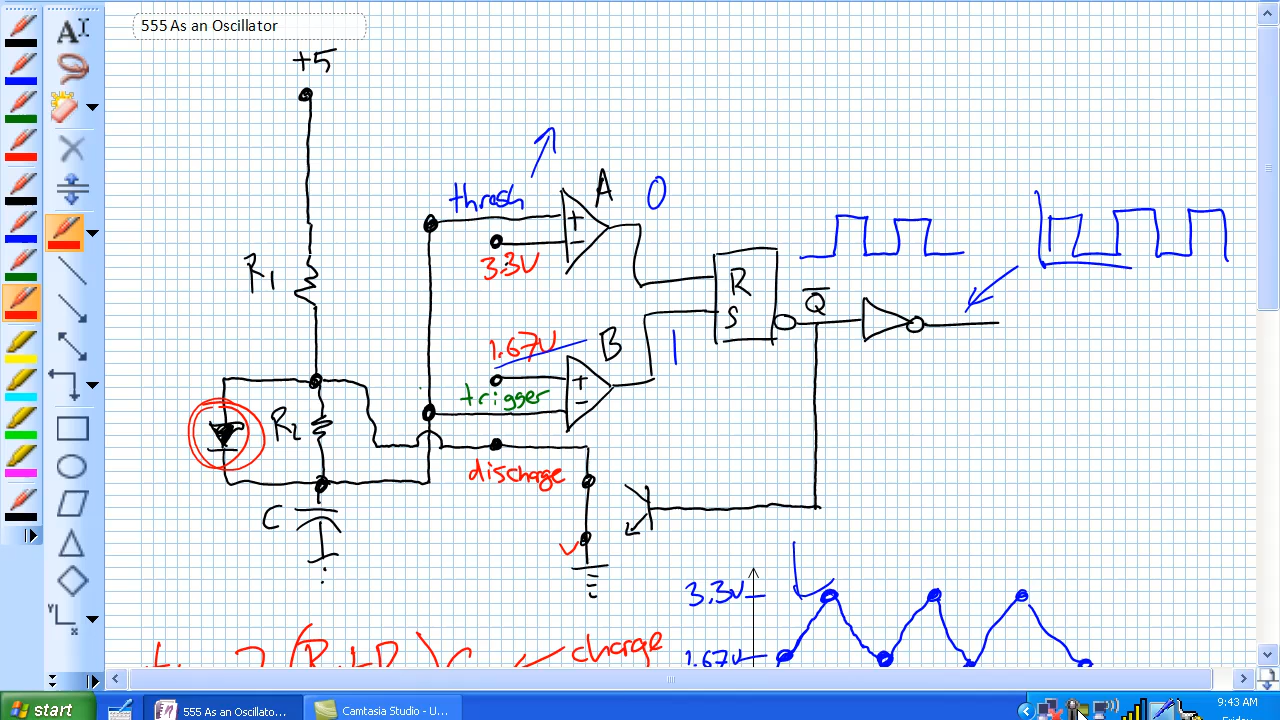 555 As an Oscillator
+5
thresh
A
0
+
−
3.3V
R1
R
S
Q̅
1.67V
B
1
+
−
trigger
R2
discharge
C
V
3.3V
1.67V
charge
start
555 As an Oscillato...
Camtasia Studio - U...
9:43 AM
Friday